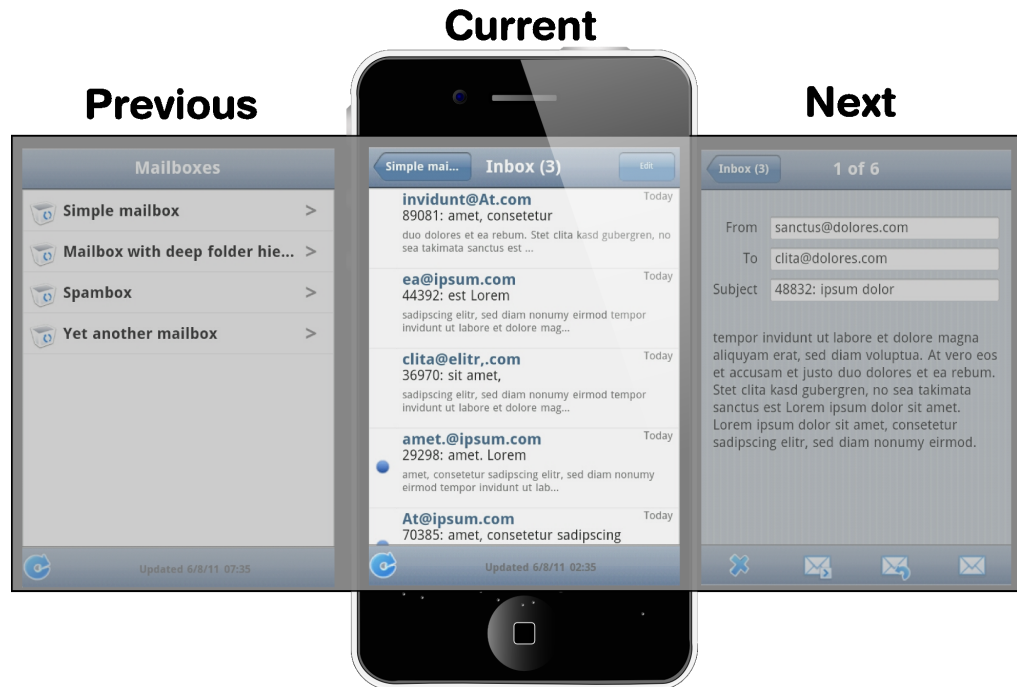 Current
Previous
Next
Mailboxes
Simple mailbox >
Mailbox with deep folder hie... >
Spambox >
Yet another mailbox >
Updated 6/8/11 07:35
Simple mai...
Inbox (3)
Edit
invidunt@At.com Today
89081: amet, consetetur
duo dolores et ea rebum. Stet clita kasd gubergren, no
sea takimata sanctus est ...
ea@ipsum.com Today
44392: est Lorem
sadipscing elitr, sed diam nonumy eirmod tempor
invidunt ut labore et dolore mag...
clita@elitr,.com Today
36970: sit amet,
sadipscing elitr, sed diam nonumy eirmod tempor
invidunt ut labore et dolore mag...
amet.@ipsum.com Today
29298: amet. Lorem
amet, consetetur sadipscing elitr, sed diam nonumy
eirmod tempor invidunt ut lab...
At@ipsum.com Today
70385: amet, consetetur sadipscing
Updated 6/8/11 02:35
Inbox (3)
1 of 6
From sanctus@dolores.com
To clita@dolores.com
Subject 48832: ipsum dolor
tempor invidunt ut labore et dolore magna
aliquyam erat, sed diam voluptua. At vero eos
et accusam et justo duo dolores et ea rebum.
Stet clita kasd gubergren, no sea takimata
sanctus est Lorem ipsum dolor sit amet.
Lorem ipsum dolor sit amet, consetetur
sadipscing elitr, sed diam nonumy eirmod.